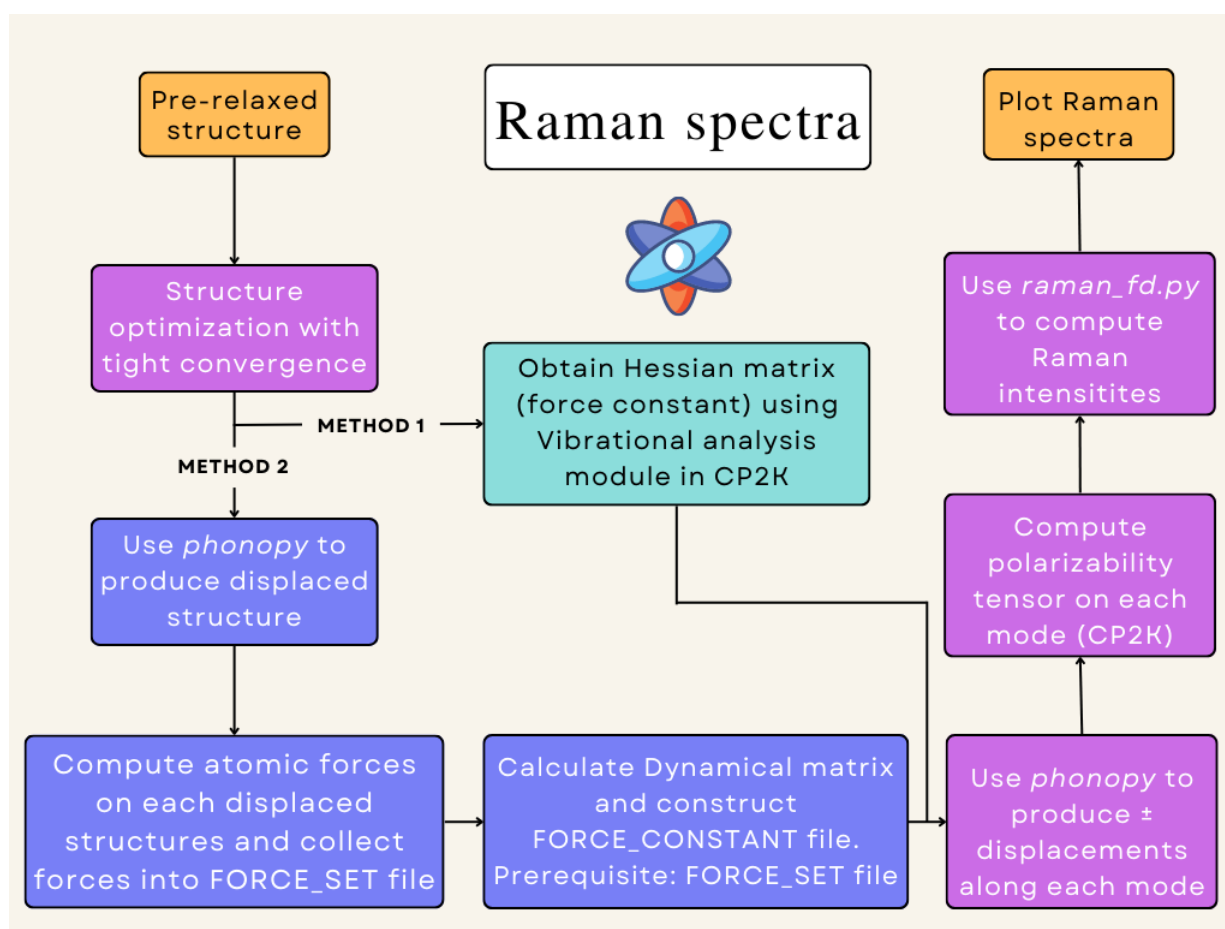 Pre-relaxed
structure
Raman spectra
Plot Raman
spectra
Structure
optimization with
tight convergence
METHOD 1
METHOD 2
Obtain Hessian matrix
(force constant) using
Vibrational analysis
module in CP2K
Use phonopy to
produce displaced
structure
Compute atomic forces
on each displaced
structures and collect
forces into FORCE_SET file
Calculate Dynamical matrix
and construct
FORCE_CONSTANT file.
Prerequisite: FORCE_SET file
Use phonopy to
produce ±
displacements
along each mode
Compute
polarizability
tensor on each
mode (CP2K)
Use raman_fd.py
to compute
Raman
intensitites